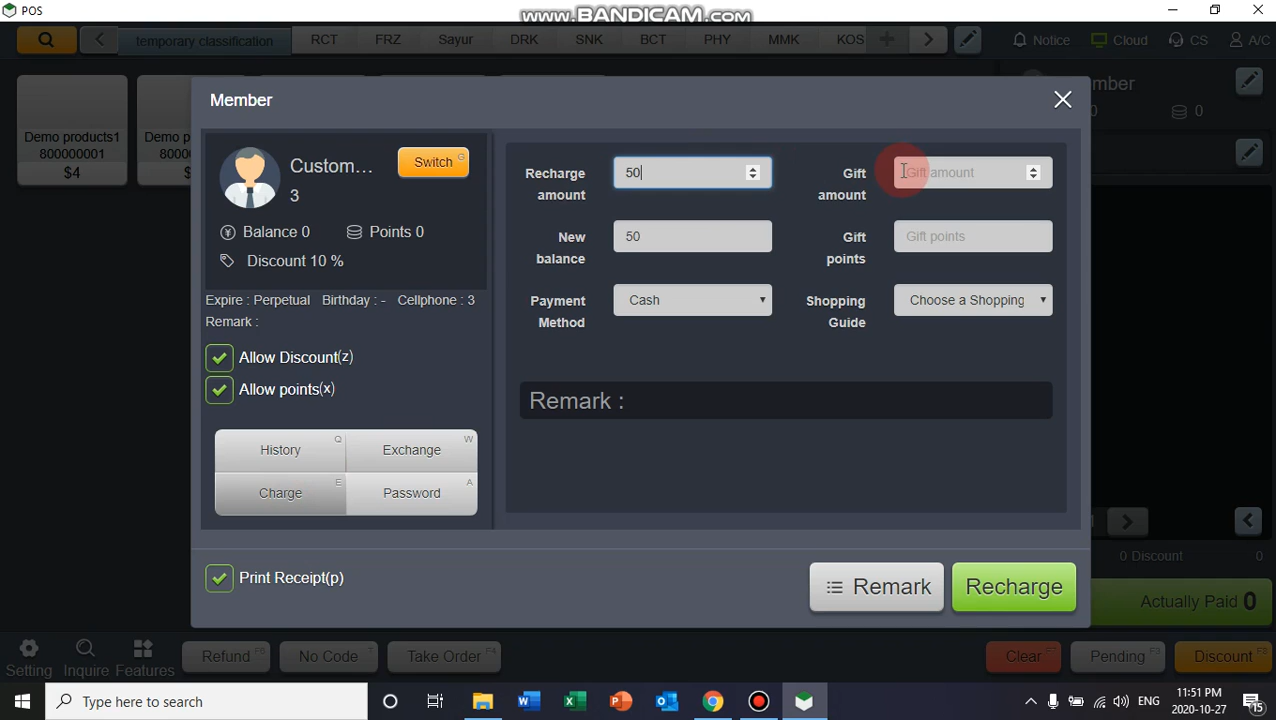 POS
www.BANDICAM.com
temporary classification RCT FRZ Sayur DRK SNK BCT PHY MMK KOS Notice Cloud CS A/C
Member
Custom... Switch G
3
Balance 0 Points 0
Discount 10 %
Expire : Perpetual Birthday : - Cellphone : 3
Remark :
Allow Discount(z)
Allow points(x)
History Q Exchange W
Charge E Password A
Recharge amount 50
Gift amount Gift amount
New balance 50
Gift points Gift points
Payment Method Cash
Shopping Guide Choose a Shopping
Remark :
Print Receipt(p)
Remark Recharge
Demo products1
800000001
$4
Demo p
8000
$
mber
0 0
0 Discount 0
Actually Paid 0
Setting Inquire Features Refund No Code Take Order F4 Clear Pending Discount
Type here to search
ENG
11:51 PM
2020-10-27
15